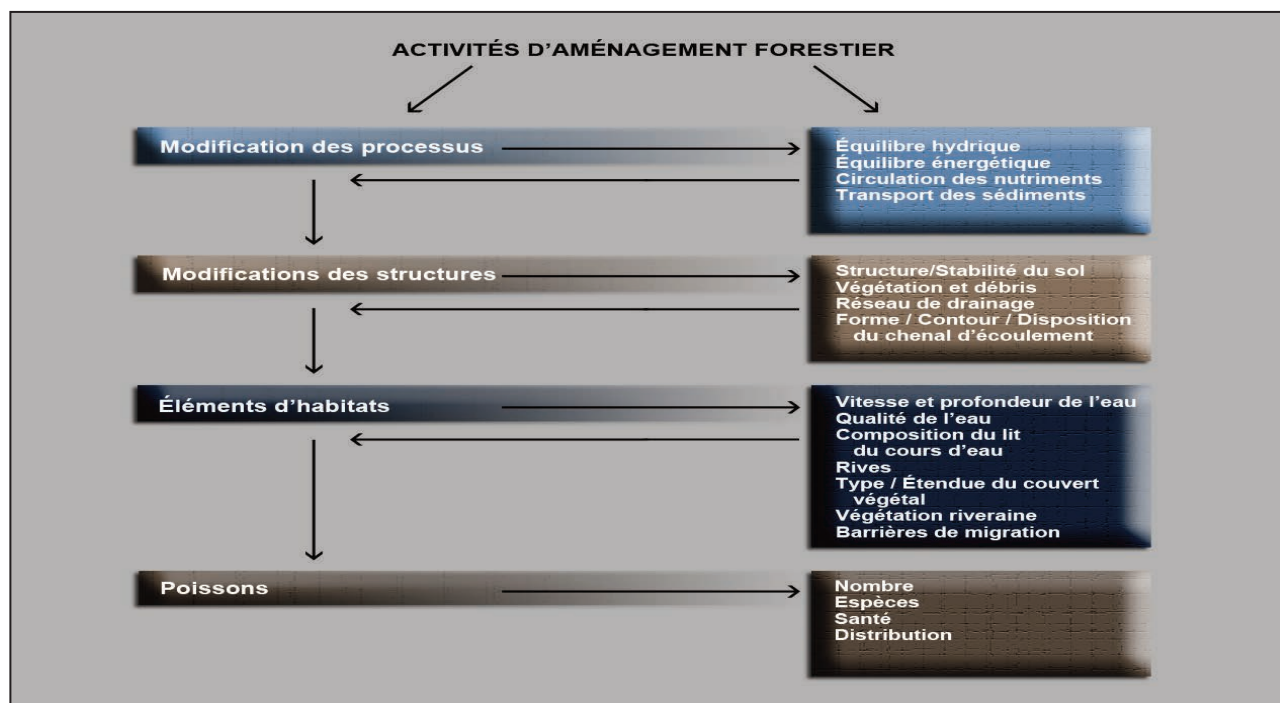 ACTIVITÉS D’AMÉNAGEMENT FORESTIER
Modification des processus
Équilibre hydrique
Équilibre énergétique
Circulation des nutriments
Transport des sédiments
Modifications des structures
Structure/Stabilité du sol
Végétation et débris
Réseau de drainage
Forme / Contour / Disposition
du chenal d’écoulement
Éléments d’habitats
Vitesse et profondeur de l’eau
Qualité de l’eau
Composition du lit
du cours d’eau
Rives
Type / Étendue du couvert
végétal
Végétation riveraine
Barrières de migration
Poissons
Nombre
Espèces
Santé
Distribution